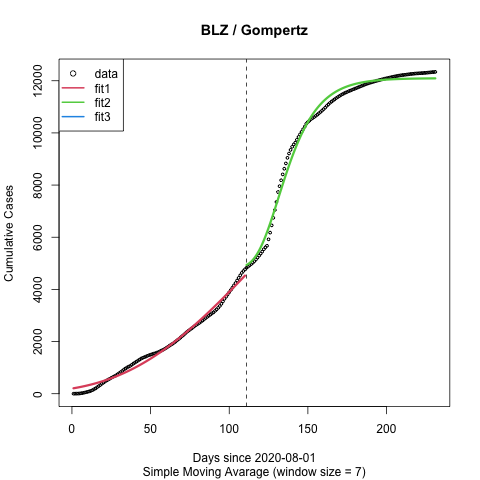 BLZ / Gompertz
data
fit1
fit2
fit3
Cumulative Cases
0
2000
4000
6000
8000
10000
12000
0 50 100 150 200
Days since 2020-08-01
Simple Moving Avarage (window size = 7)